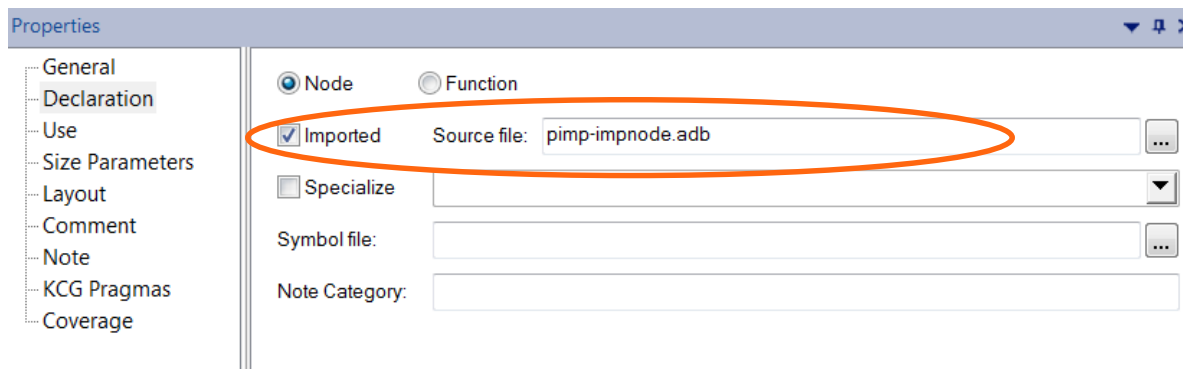 Properties
General
Declaration
Use
Size Parameters
Layout
Comment
Note
KCG Pragmas
Coverage
Node Function
Imported Source file: pimp-impnode.adb ...
Specialize
Symbol file: ...
Note Category: